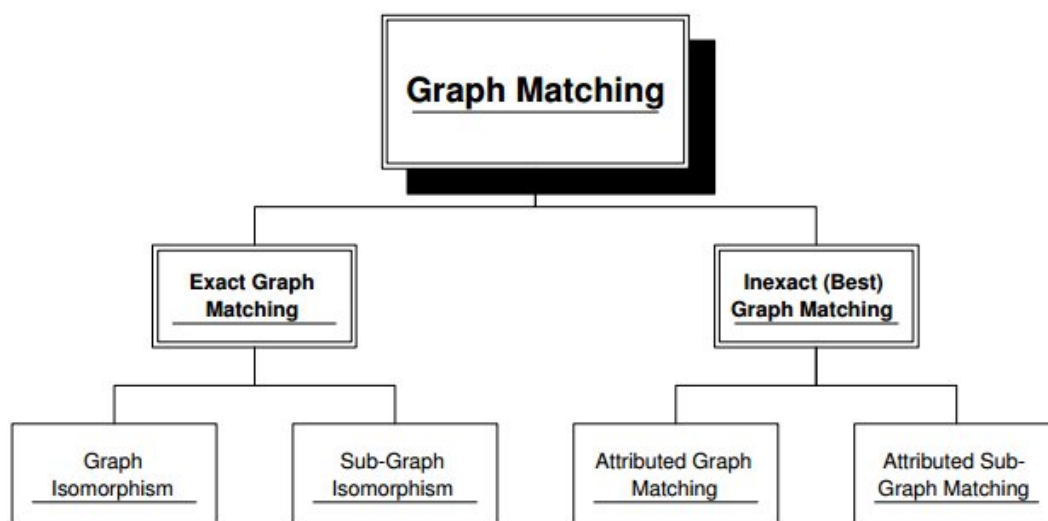 Graph Matching
Exact Graph
Matching
Inexact (Best)
Graph Matching
Graph
Isomorphism
Sub-Graph
Isomorphism
Attributed Graph
Matching
Attributed Sub-
Graph Matching